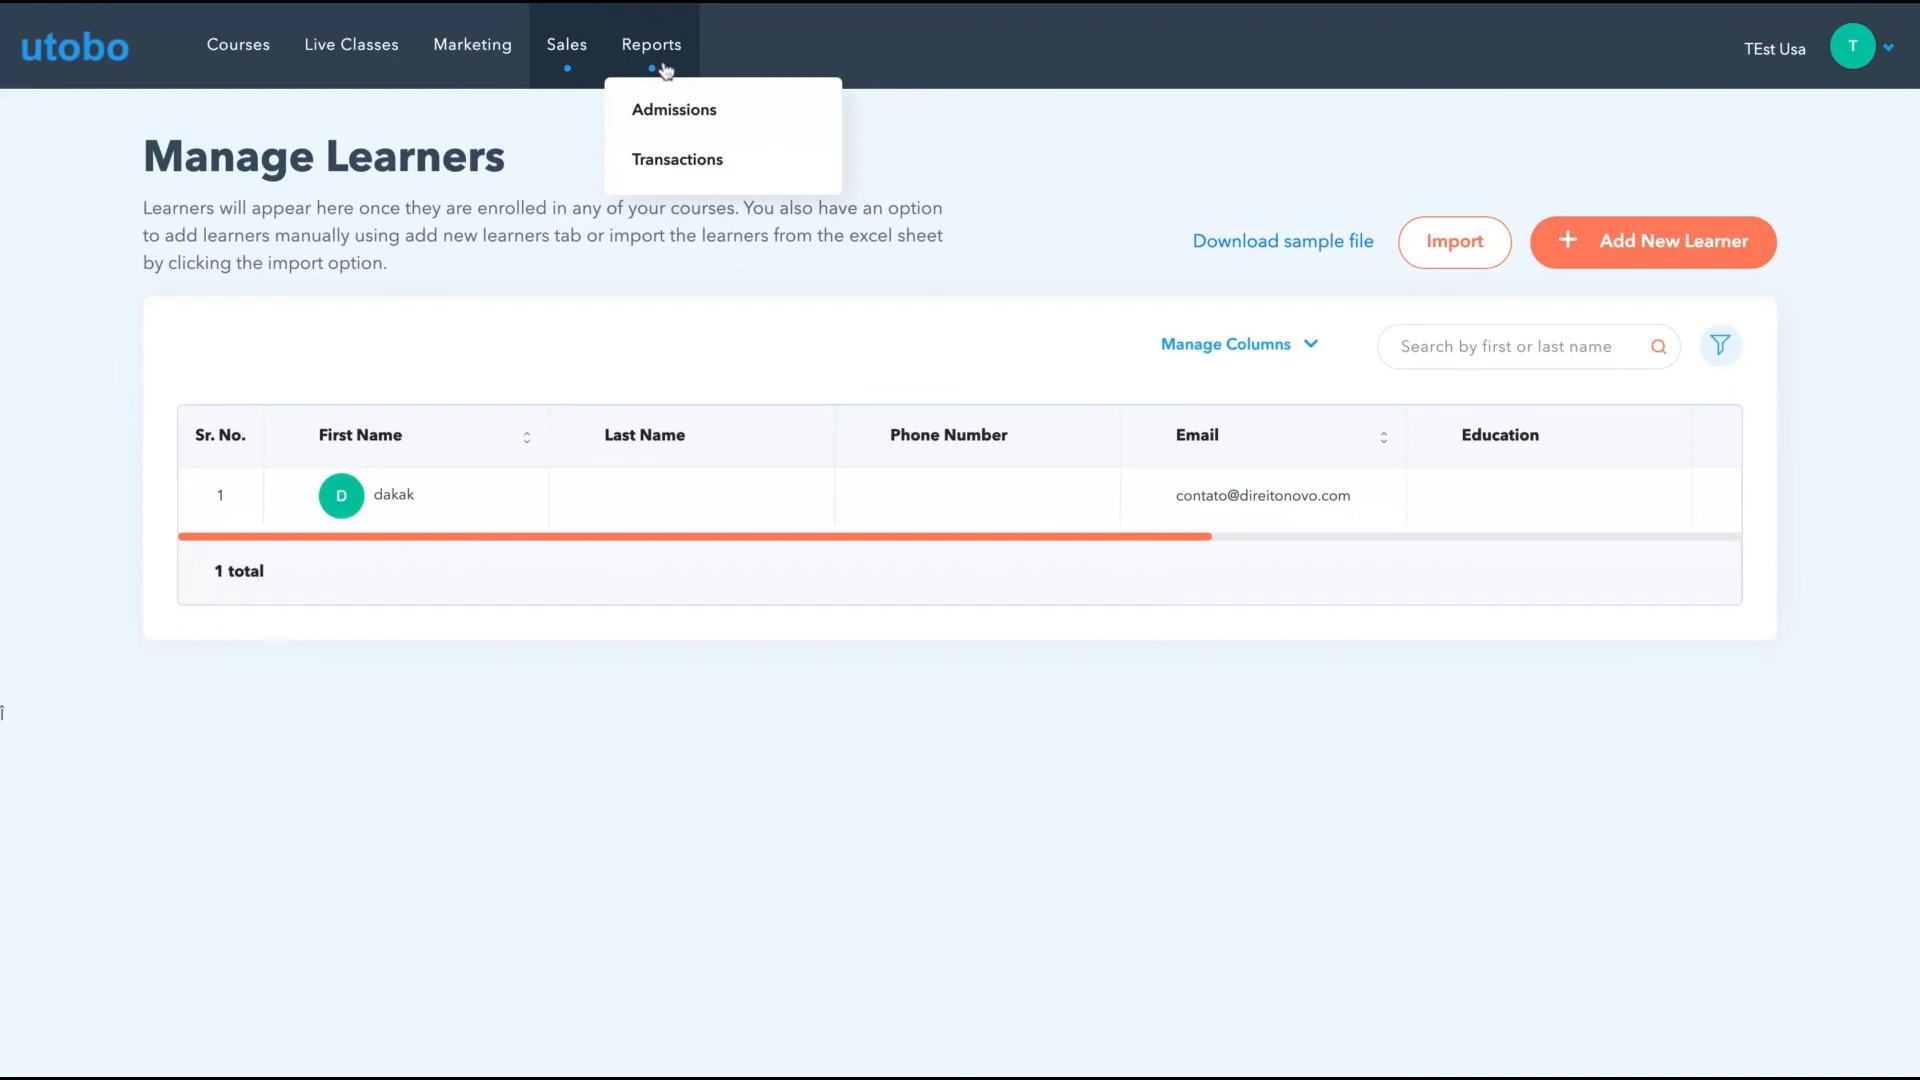 utobo
Courses
Live Classes
Marketing
Sales
Reports
TEst Usa
T
Admissions
Transactions
Manage Learners
Learners will appear here once they are enrolled in any of your courses. You also have an option
to add learners manually using add new learners tab or import the learners from the excel sheet
by clicking the import option.
Download sample file
Import
+ Add New Learner
Manage Columns
Search by first or last name
Sr. No.
First Name
Last Name
Phone Number
Email
Education
1
D
dakak
contato@direitonovo.com
1 total